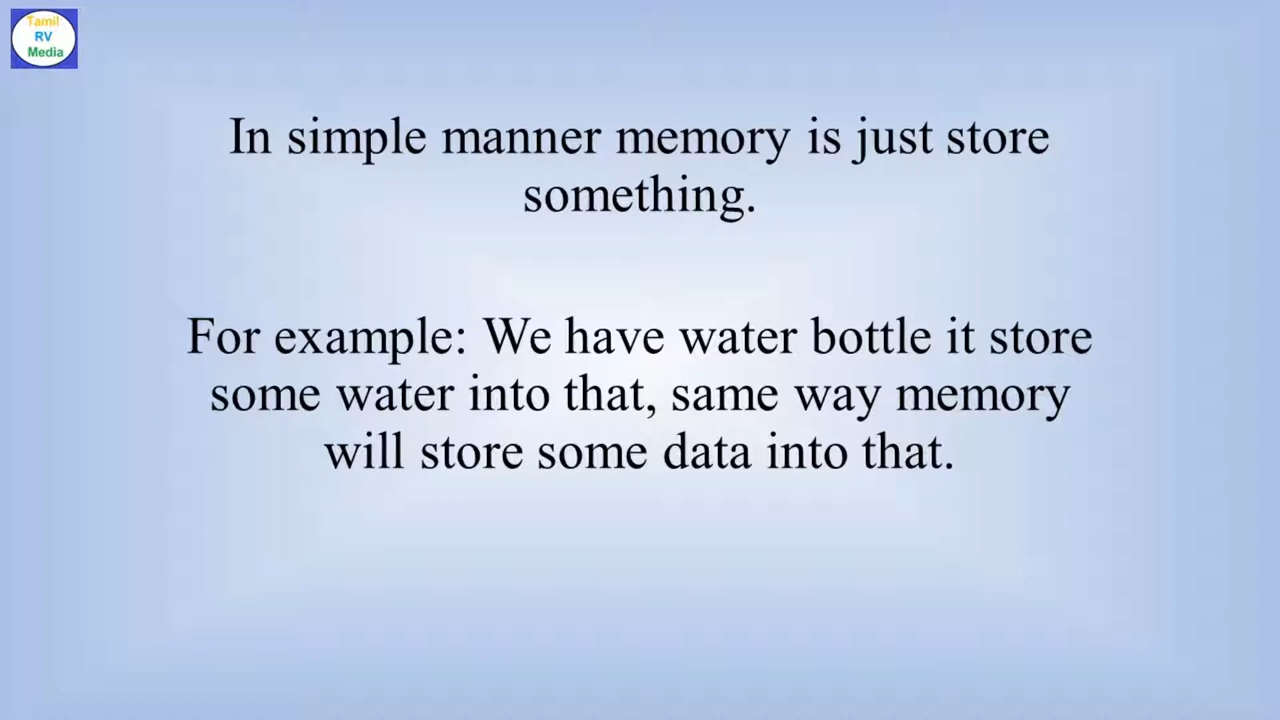 Tamil
RV
Media
In simple manner memory is just store
something.
For example: We have water bottle it store
some water into that, same way memory
will store some data into that.